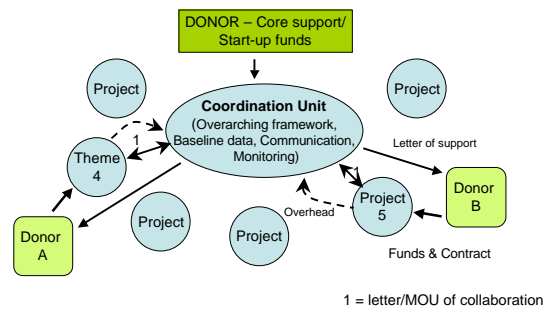 DONOR – Core support/
Start-up funds
Project
Project
Coordination Unit
(Overarching framework,
Baseline data, Communication,
Monitoring)
1
Theme
4
Letter of support
1
Project
5
Donor
B
Overhead
Project
Project
Donor
A
Funds & Contract
1 = letter/MOU of collaboration